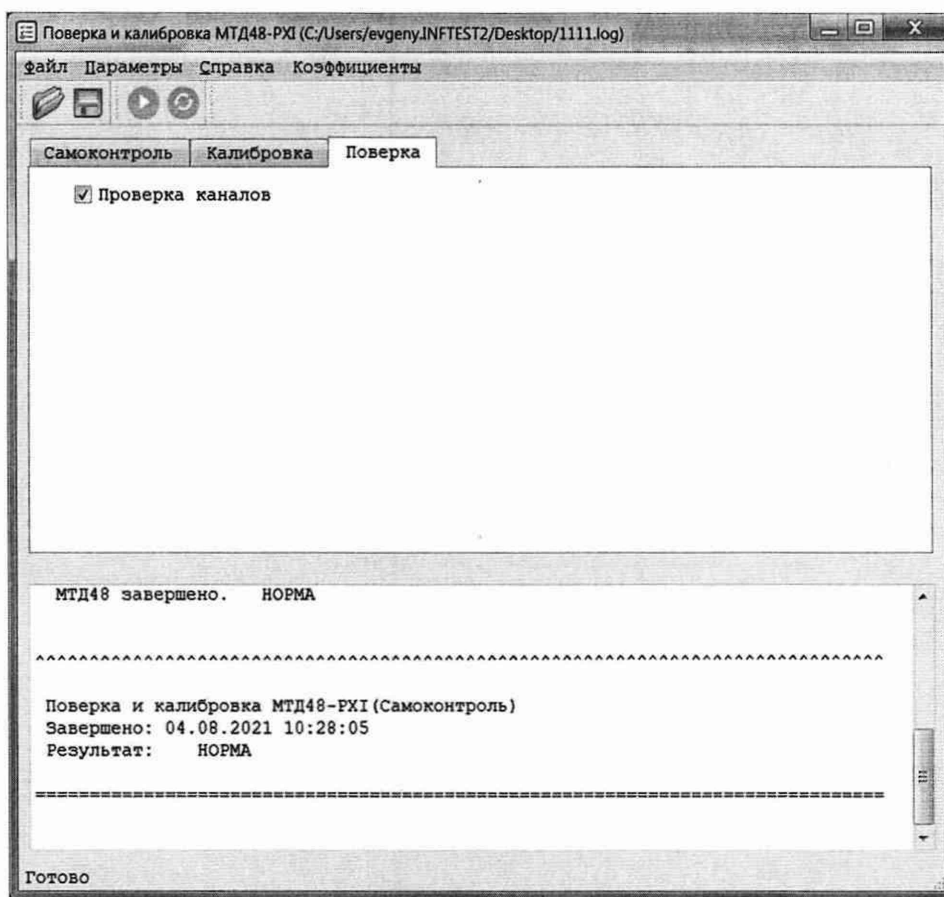 Поверка и калибровка МТД48-PXI (C:/Users/evgeny.INFTEST2/Desktop/1111.log)
Файл Параметры Справка Коэффициенты
Самоконтроль Калибровка Поверка
Проверка каналов
МТД48 завершено. НОРМА
^^^^^^^^^^^^^^^^^^^^^^^^^^^^^^^^^^^^^^^^^^^^^^^^^^^^^^^^^^^^^^^^^^^^^^^^^^^^^^^
Поверка и калибровка МТД48-PXI(Самоконтроль)
Завершено: 04.08.2021 10:28:05
Результат: НОРМА
===============================================================================
Готово